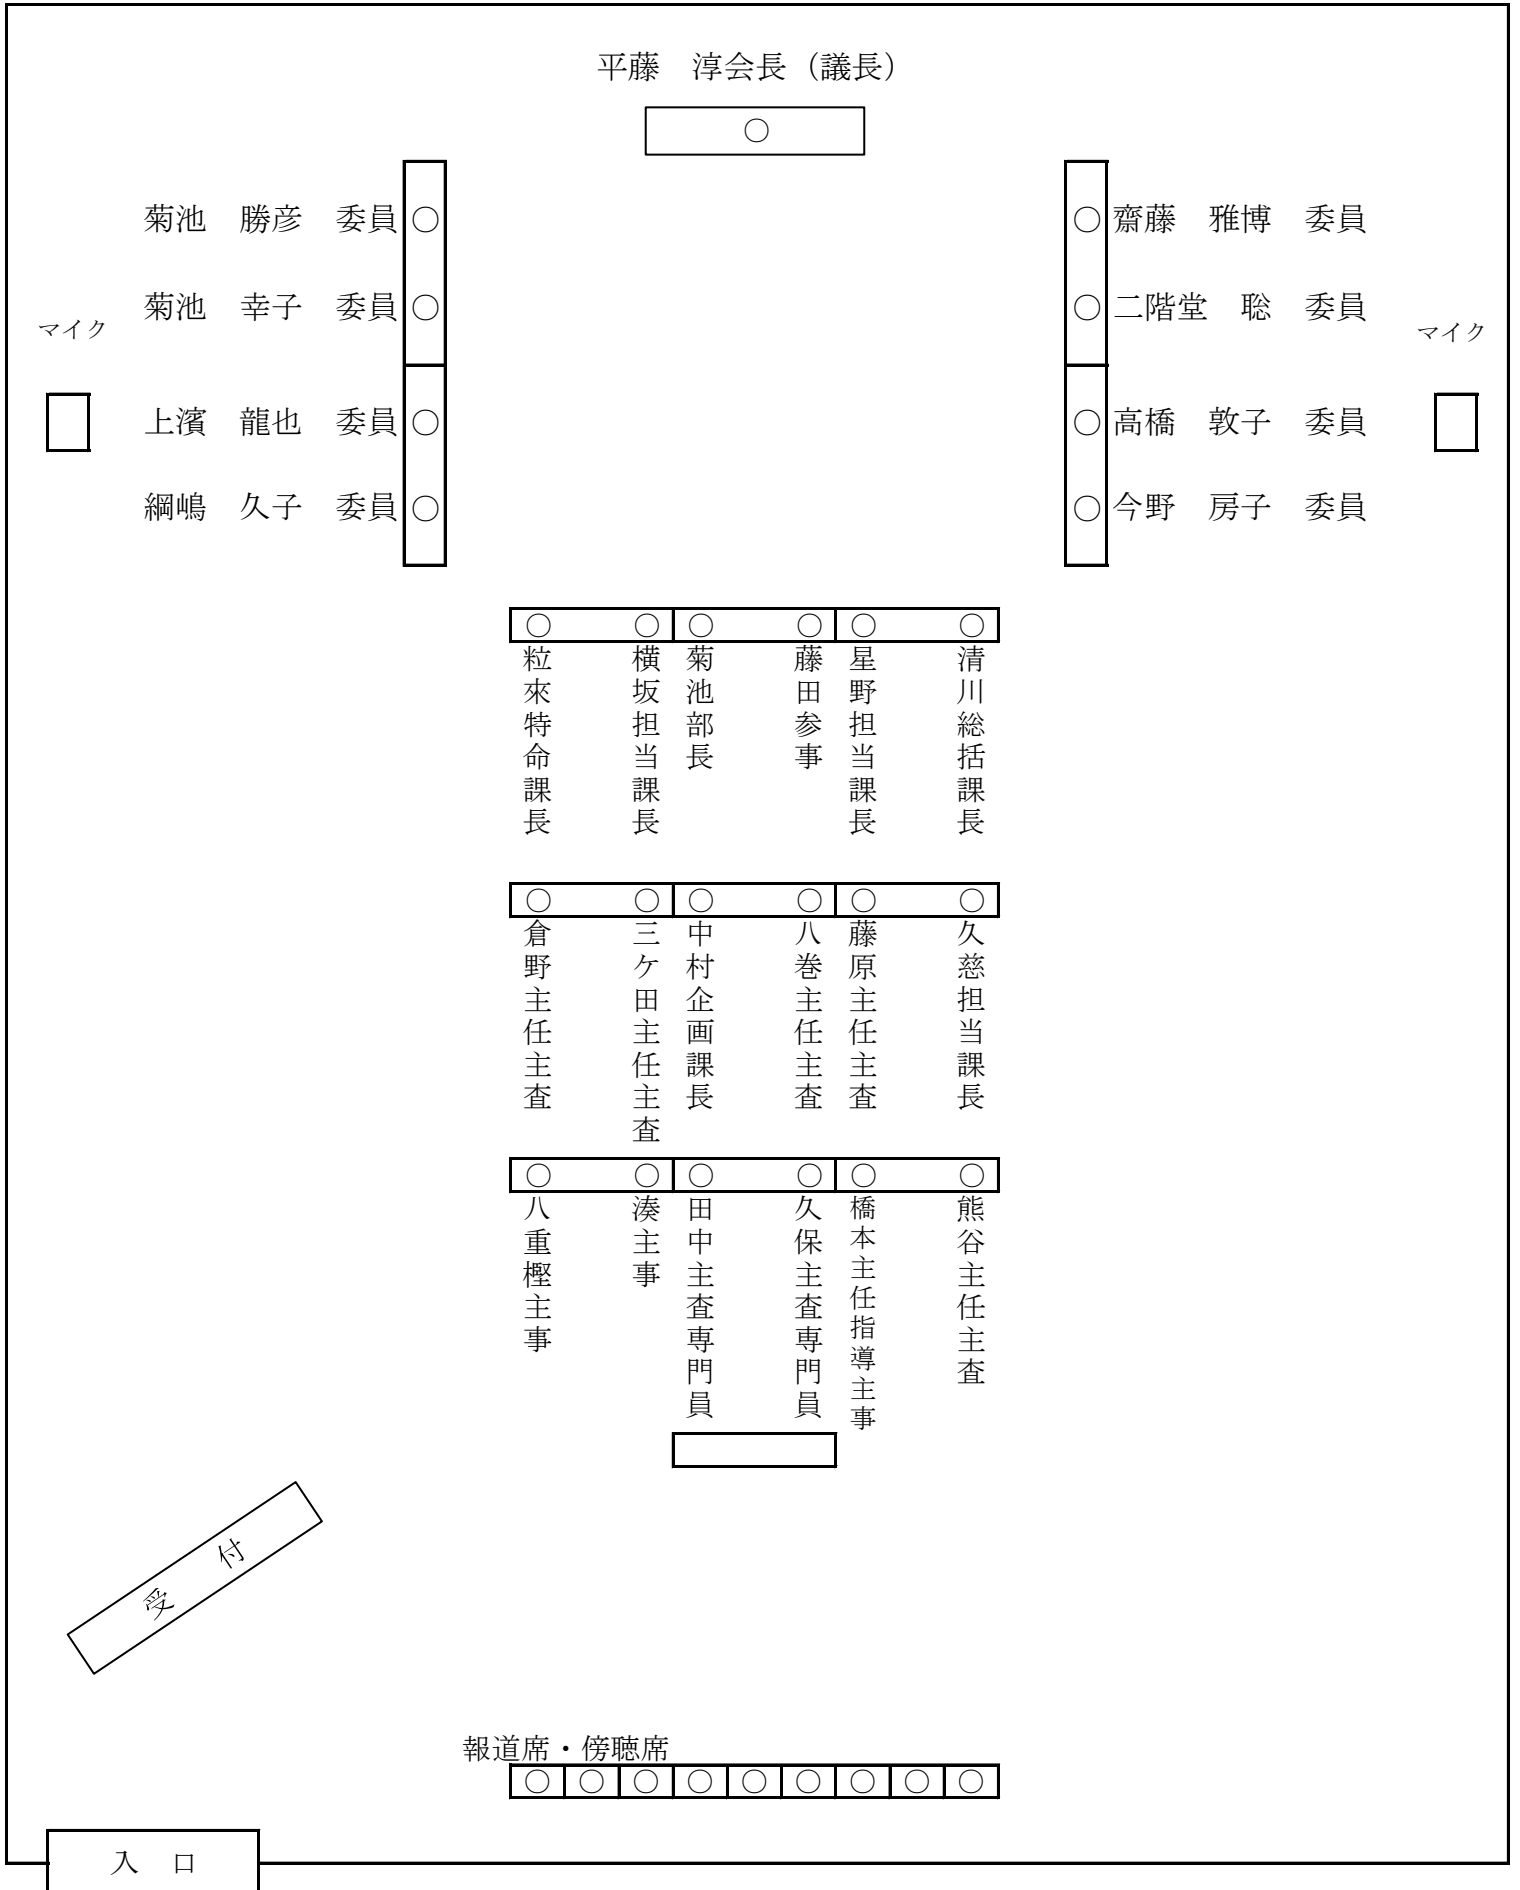 平藤　淳会長（議長）
○
菊池　勝彦　委員○
○齋藤　雅博　委員
菊池　幸子　委員○
○二階堂　聡　委員
マイク
マイク
上濱　龍也　委員○
○高橋　敦子　委員
綱嶋　久子　委員○
○今野　房子　委員
○ ○ ○ ○ ○ ○
粒來特命課長
横坂担当課長
菊池部長
藤田参事
星野担当課長
清川総括課長
○ ○ ○ ○ ○ ○
倉野主任主査
三ケ田主任主査
中村企画課長
八巻主任主査
藤原主任主査
久慈担当課長
○ ○ ○ ○ ○ ○
八重樫主事
湊主事
田中主査専門員
久保主査専門員
橋本主任指導主事
熊谷主任主査
受　付
報道席・傍聴席
○ ○ ○ ○ ○ ○ ○ ○ ○
入　口